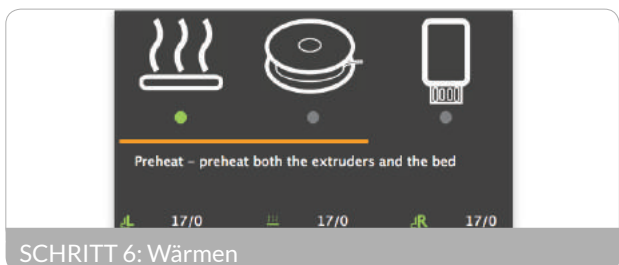 Preheat – preheat both the extruders and the bed
L 17/0 17/0 R 17/0
SCHRITT 6: Wärmen